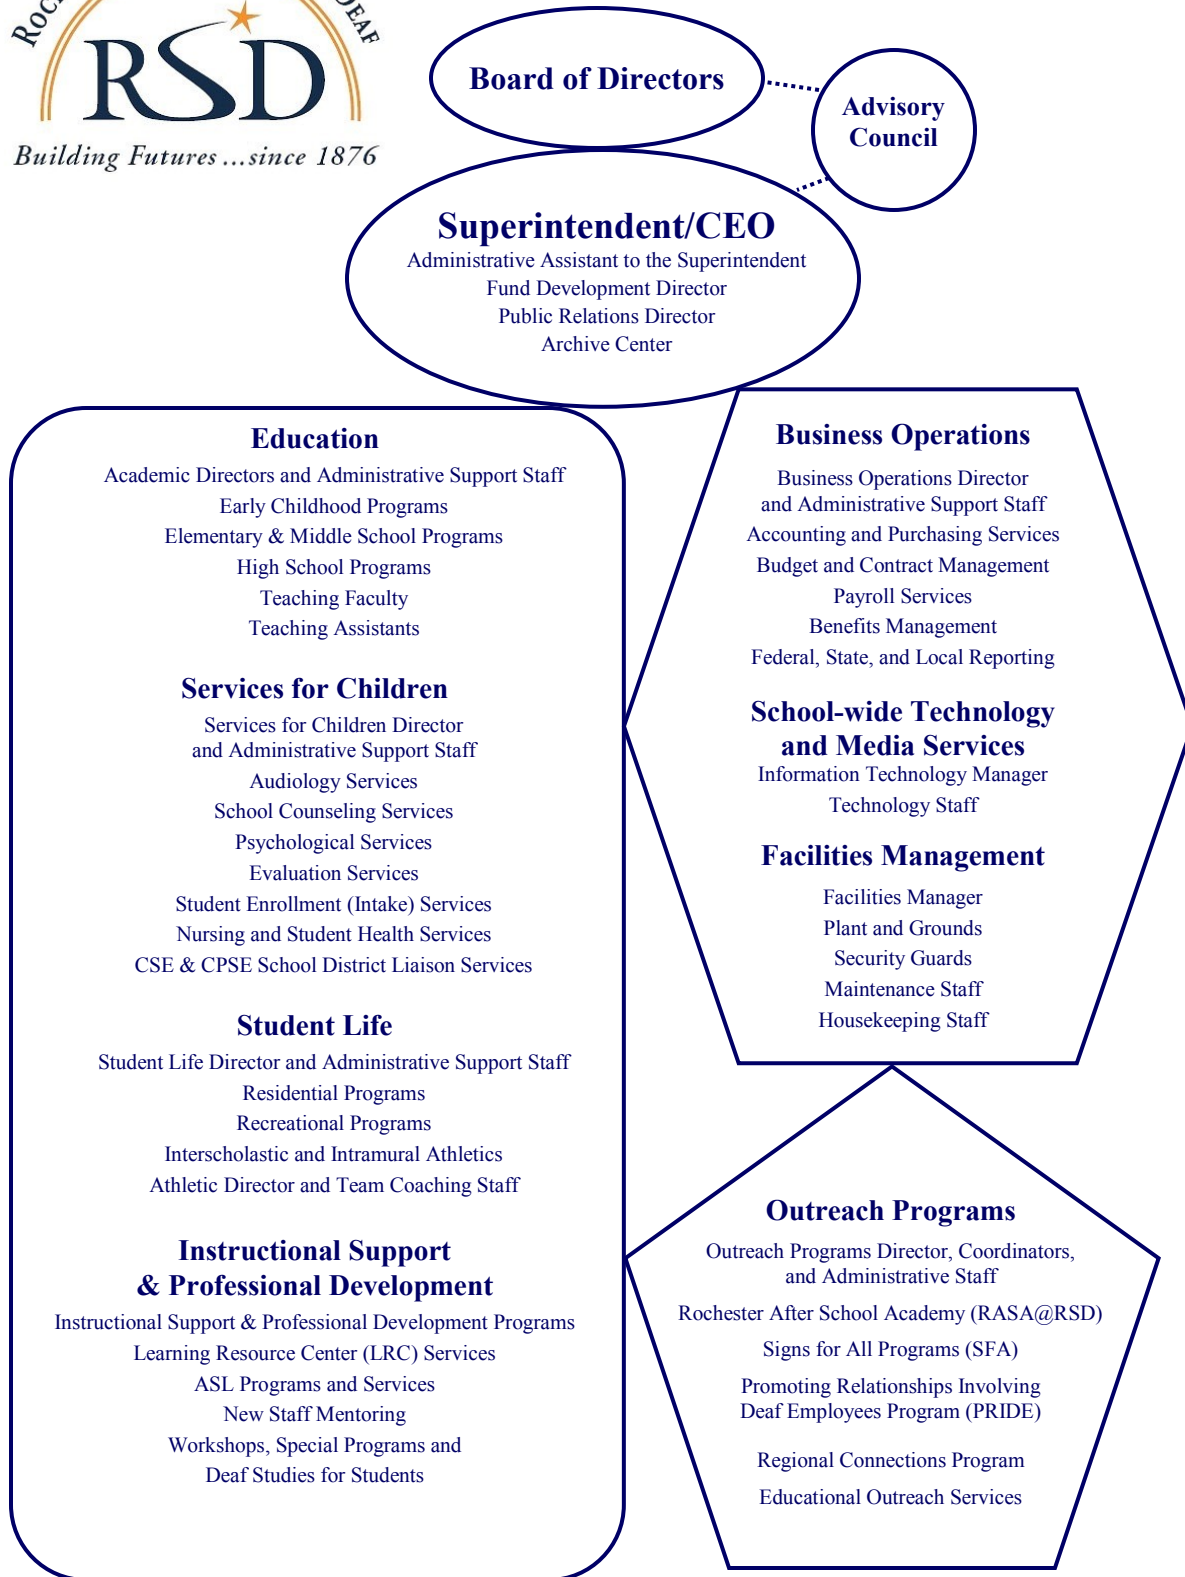 DEAF
RSD
Building Futures ...since 1876
Board of Directors
Advisory
Council
Superintendent/CEO
Administrative Assistant to the Superintendent
Fund Development Director
Public Relations Director
Archive Center
Education
Academic Directors and Administrative Support Staff
Early Childhood Programs
Elementary & Middle School Programs
High School Programs
Teaching Faculty
Teaching Assistants
Services for Children
Services for Children Director
and Administrative Support Staff
Audiology Services
School Counseling Services
Psychological Services
Evaluation Services
Student Enrollment (Intake) Services
Nursing and Student Health Services
CSE & CPSE School District Liaison Services
Student Life
Student Life Director and Administrative Support Staff
Residential Programs
Recreational Programs
Interscholastic and Intramural Athletics
Athletic Director and Team Coaching Staff
Instructional Support
& Professional Development
Instructional Support & Professional Development Programs
Learning Resource Center (LRC) Services
ASL Programs and Services
New Staff Mentoring
Workshops, Special Programs and
Deaf Studies for Students
Business Operations
Business Operations Director
and Administrative Support Staff
Accounting and Purchasing Services
Budget and Contract Management
Payroll Services
Benefits Management
Federal, State, and Local Reporting
School-wide Technology
and Media Services
Information Technology Manager
Technology Staff
Facilities Management
Facilities Manager
Plant and Grounds
Security Guards
Maintenance Staff
Housekeeping Staff
Outreach Programs
Outreach Programs Director, Coordinators,
and Administrative Staff
Rochester After School Academy (RASA@RSD)
Signs for All Programs (SFA)
Promoting Relationships Involving
Deaf Employees Program (PRIDE)
Regional Connections Program
Educational Outreach Services